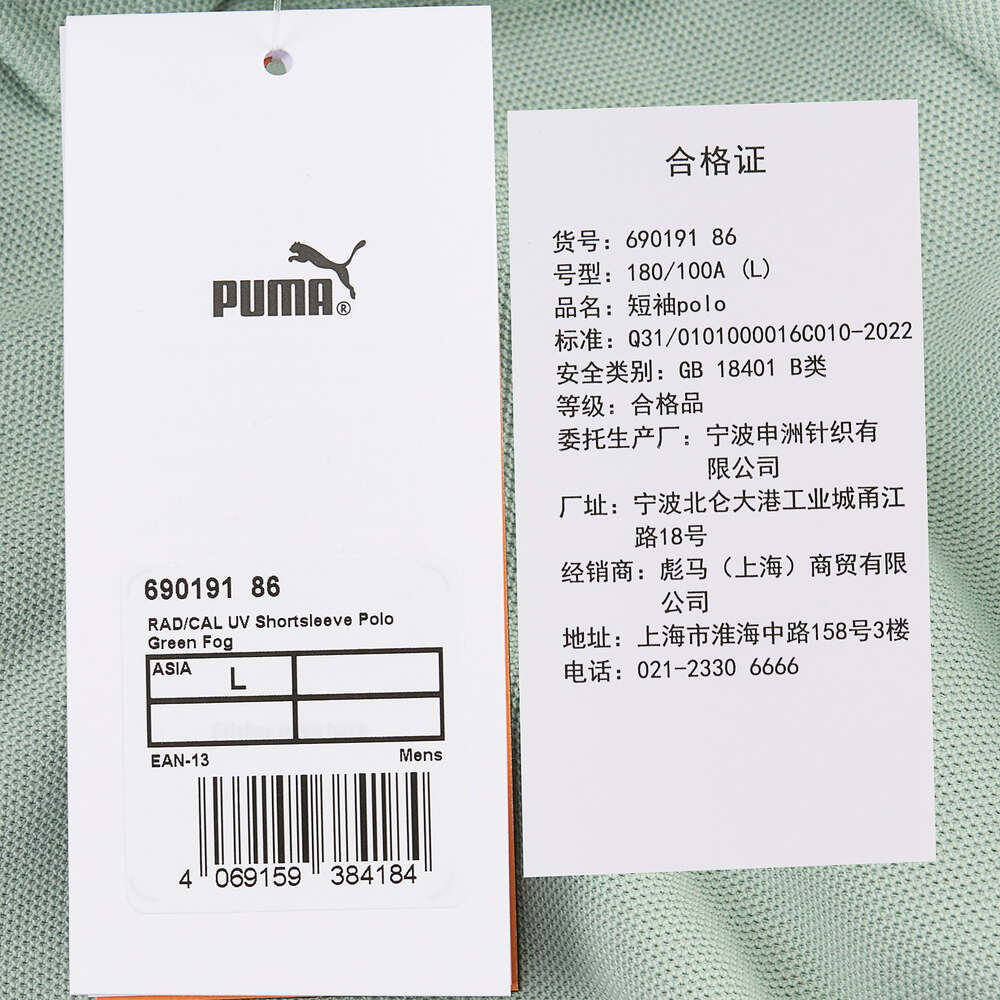 PUMA®
690191 86
RAD/CAL UV Shortsleeve Polo
Green Fog
ASIA
L
EAN-13 Mens
4 069159 384184
合格证
货号：690191 86
号型：180/100A (L)
品名：短袖polo
标准：Q31/0101000016C010-2022
安全类别：GB 18401 B类
等级：合格品
委托生产厂：宁波申洲针织有
限公司
厂址：宁波北仑大港工业城甬江
路18号
经销商：彪马（上海）商贸有限
公司
地址：上海市淮海中路158号3楼
电话：021-2330 6666